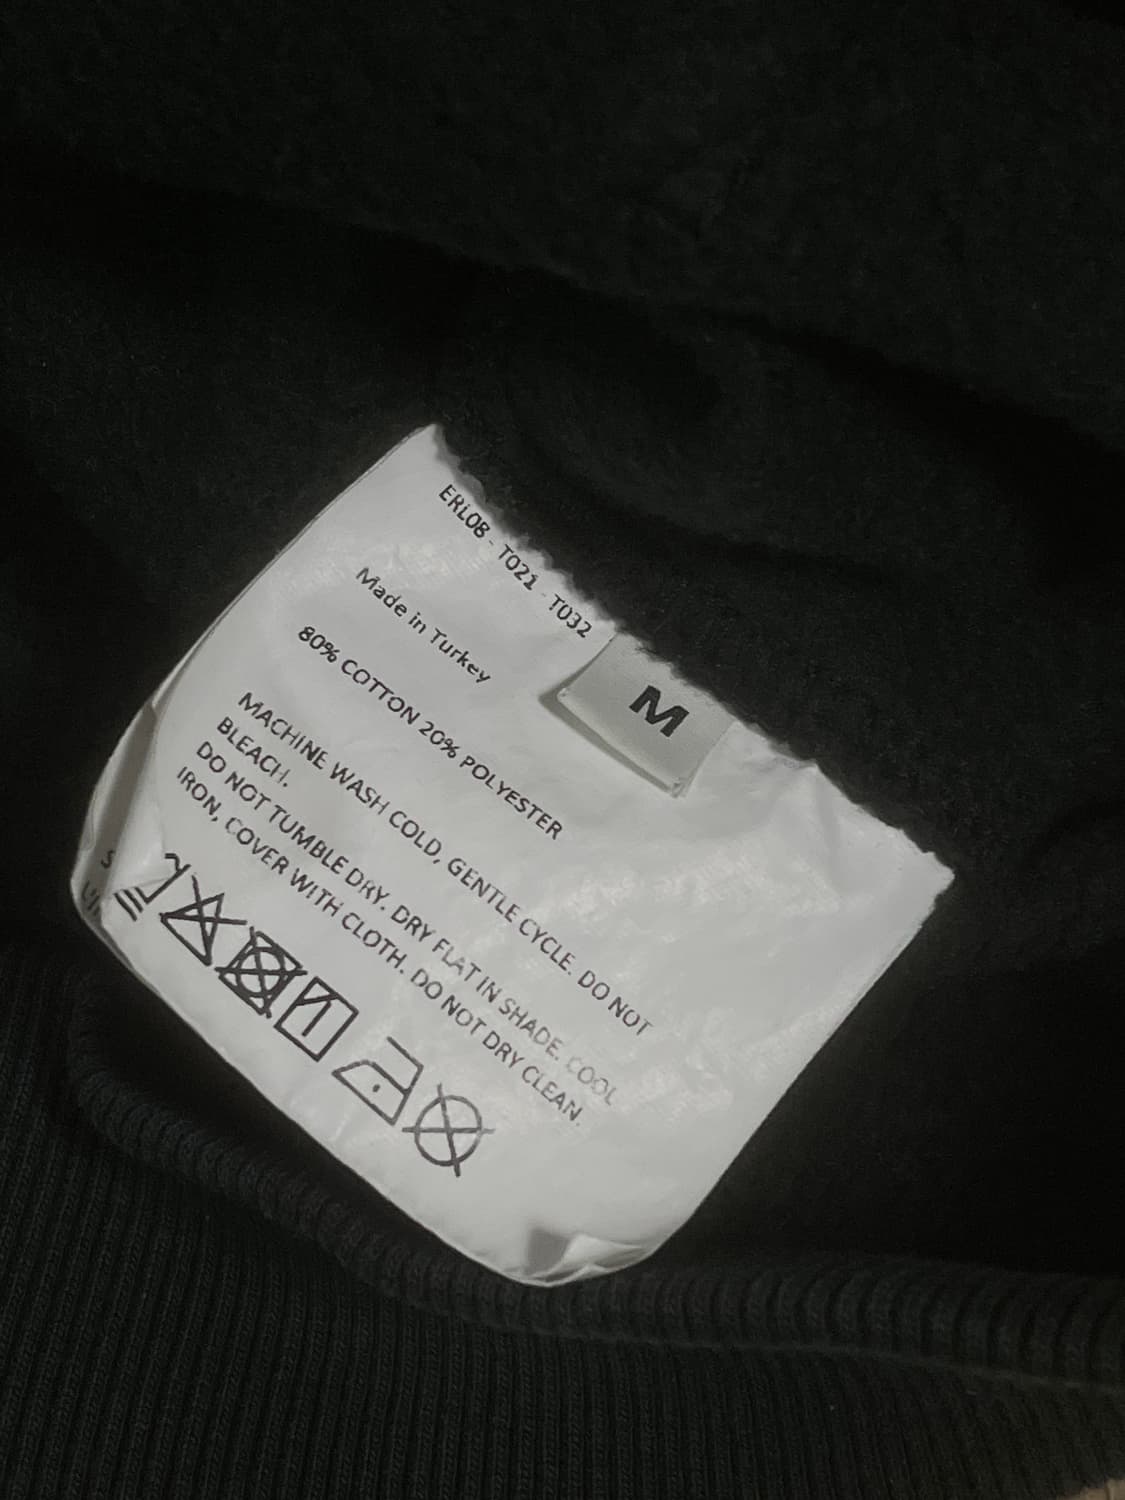 ERL08 - T021 - T032
M
Made in Turkey
80% COTTON 20% POLYESTER
MACHINE WASH COLD, GENTLE CYCLE. DO NOT
BLEACH.
DO NOT TUMBLE DRY. DRY FLAT IN SHADE. COOL
IRON, COVER WITH CLOTH. DO NOT DRY CLEAN.